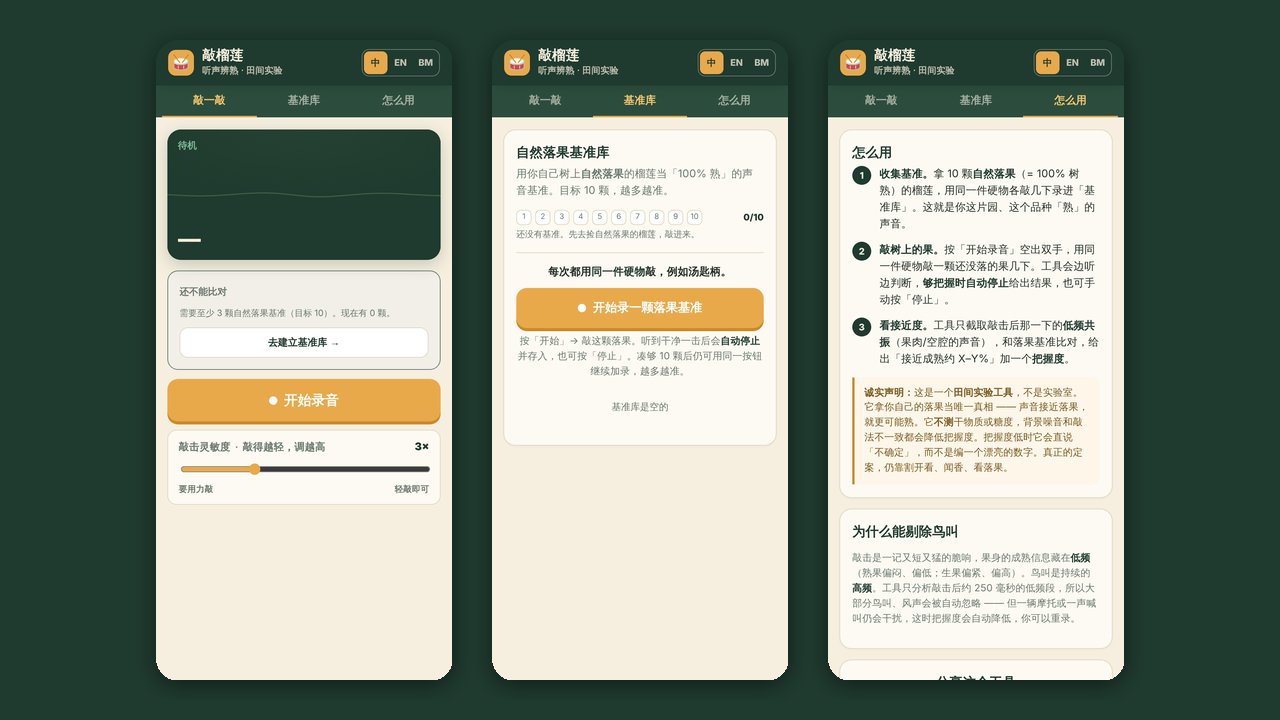 敲榴莲
听声辨熟 · 田间实验
中 EN BM
敲一敲 基准库 怎么用
待机
还不能比对
需要至少 3 颗自然落果基准（目标 10）。现在有 0 颗。
去建立基准库 →
开始录音
敲击灵敏度 · 敲得越轻，调越高 3×
要用力敲 轻敲即可
敲榴莲
听声辨熟 · 田间实验
中 EN BM
敲一敲 基准库 怎么用
自然落果基准库
用你自己树上自然落果的榴莲当「100% 熟」的声
音基准。目标 10 颗，越多越准。
1 2 3 4 5 6 7 8 9 10 0/10
还没有基准。先去捡自然落果的榴莲，敲进来。
每次都用同一件硬物敲，例如汤匙柄。
开始录一颗落果基准
按「开始」→ 敲这颗落果。听到干净一击后会自动停止
并存入，也可按「停止」。凑够 10 颗后仍可用同一按钮
继续加录，越多越准。
基准库是空的
敲榴莲
听声辨熟 · 田间实验
中 EN BM
敲一敲 基准库 怎么用
怎么用
1 收集基准。拿 10 颗自然落果（= 100% 树
熟）的榴莲，用同一件硬物各敲几下录进「基
准库」。这就是你这片园、这个品种「熟」的
声音。
2 敲树上的果。按「开始录音」空出双手，用同
一件硬物敲一颗还没落的果几下。工具会边听
边判断，够把握时自动停止给出结果，也可手
动按「停止」。
3 看接近度。工具只截取敲击后那一下的低频共
振（果肉/空腔的声音），和落果基准比对，给
出「接近成熟约 X–Y%」加一个把握度。
诚实声明：这是一个田间实验工具，不是实验室。
它拿你自己的落果当唯一真相 —— 声音接近落果，
就更可能熟。它不测干物质或糖度，背景噪音和敲
法不一致都会降低把握度。把握度低时它会直说
「不确定」，而不是编一个漂亮的数字。真正的定
案，仍靠割开看、闻香、看落果。
为什么能剔除鸟叫
敲击是一记又短又猛的脆响，果身的成熟信息藏在低频
（熟果偏闷、偏低；生果偏紧、偏高）。鸟叫是持续的
高频。工具只分析敲击后约 250 毫秒的低频段，所以大
部分鸟叫、风声会被自动忽略 —— 但一辆摩托或一声喊
叫仍会干扰，这时把握度会自动降低，你可以重录。
分享这个工具